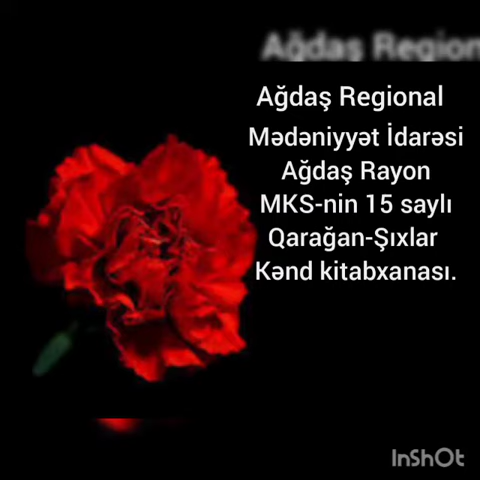 Ağdaş Region
Ağdaş Regional
Mədəniyyət İdarəsi
Ağdaş Rayon
MKS-nin 15 saylı
Qarağan-Şıxlar
Kənd kitabxanası.
InShOt